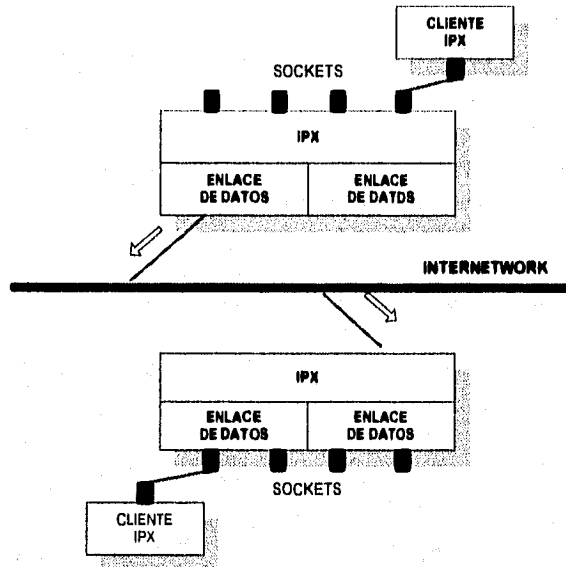 CLIENTE
IPX
SOCKETS
IPX
ENLACE
DE DATOS
ENLACE
DE DATDS
INTERNETWORK
IPX
ENLACE
DE DATOS
ENLACE
DE DATOS
SOCKETS
CLIENTE
IPX